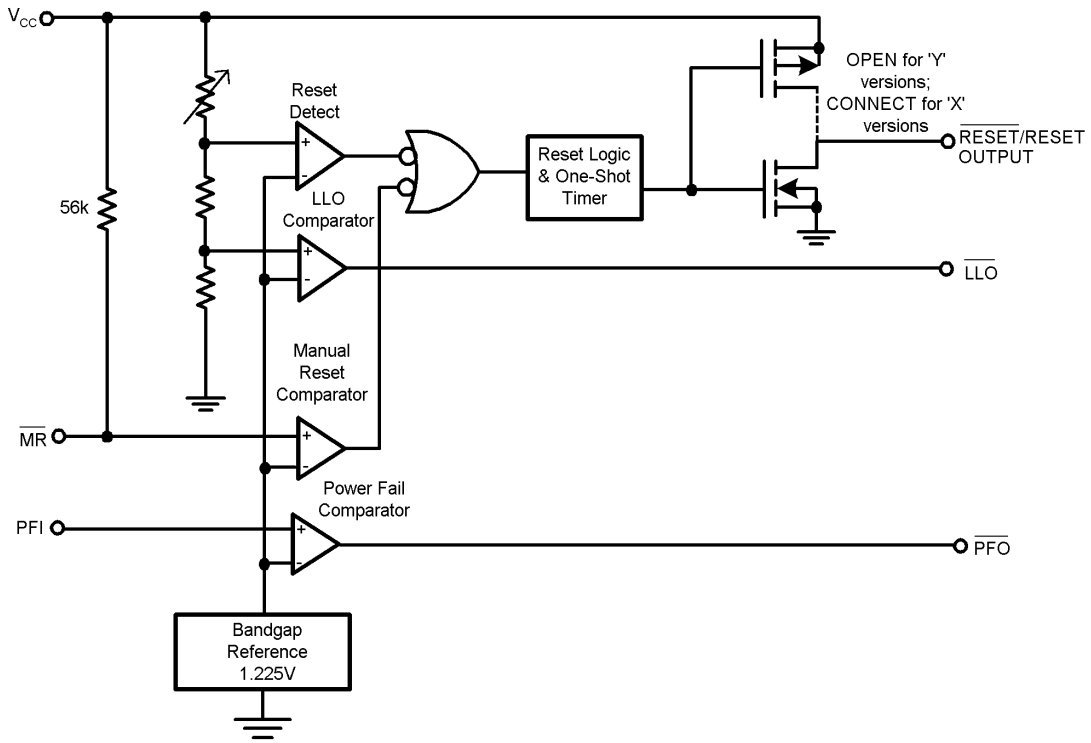 VCC
OPEN for 'Y'
versions;
CONNECT for 'X'
versions
Reset
Detect
+
-
Reset Logic
& One-Shot
Timer
RESET/RESET
OUTPUT
56k
LLO
Comparator
+
-
LLO
Manual
Reset
Comparator
MR
+
-
Power Fail
Comparator
PFI
+
-
PFO
Bandgap
Reference
1.225V